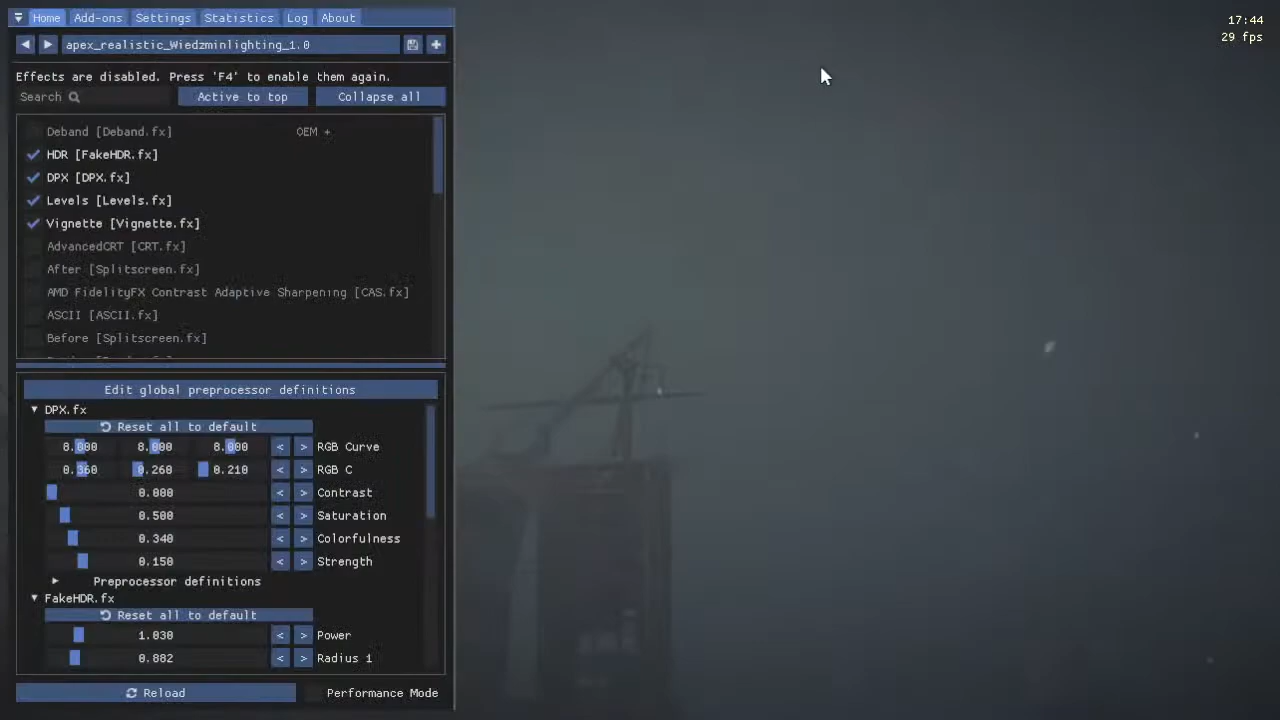 Home Add-ons Settings Statistics Log About
17:44
29 fps
apex_realistic_Wiedzminlighting_1.0
Effects are disabled. Press 'F4' to enable them again.
Search Active to top Collapse all
Deband [Deband.fx] OEM +
HDR [FakeHDR.fx]
DPX [DPX.fx]
Levels [Levels.fx]
Vignette [Vignette.fx]
AdvancedCRT [CRT.fx]
After [Splitscreen.fx]
AMD FidelityFX Contrast Adaptive Sharpening [CAS.fx]
ASCII [ASCII.fx]
Before [Splitscreen.fx]
Edit global preprocessor definitions
DPX.fx
Reset all to default
8.000 8.000 8.000 < > RGB Curve
0.360 0.260 0.210 < > RGB C
0.000 < > Contrast
0.500 < > Saturation
0.340 < > Colorfulness
0.150 < > Strength
Preprocessor definitions
FakeHDR.fx
Reset all to default
1.030 < > Power
0.882 < > Radius 1
Reload Performance Mode